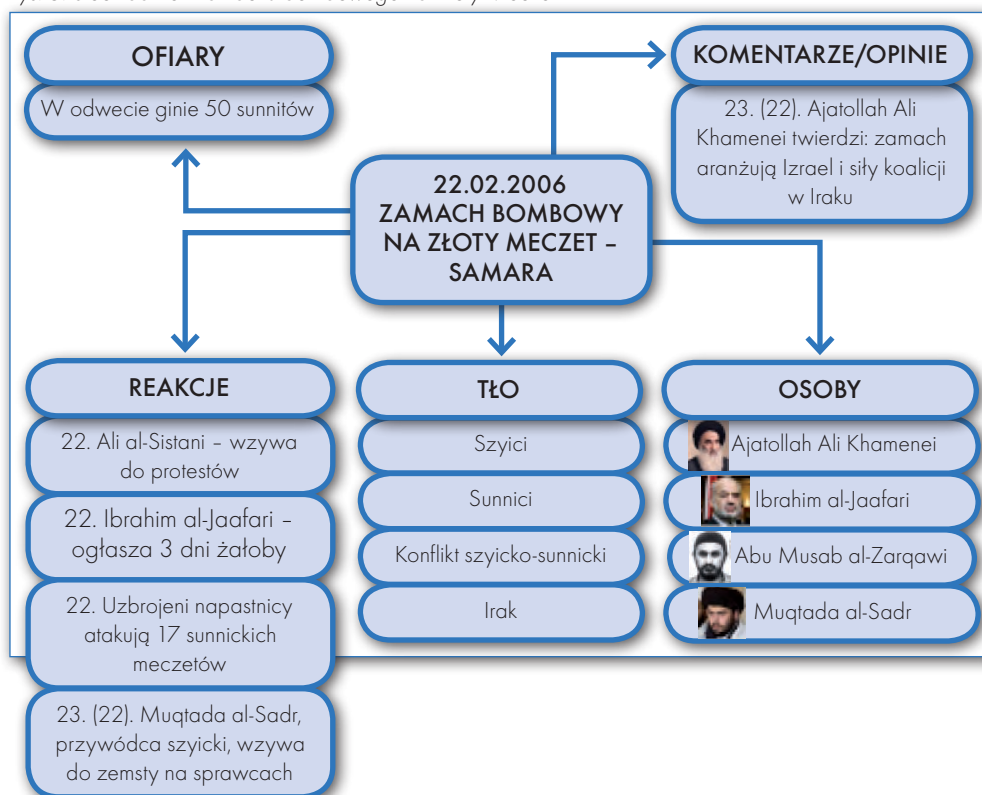 OFIARY
W odwecie ginie 50 sunnitów
KOMENTARZE/OPINIE
23. (22). Ajatollah Ali
Khamenei twierdzi: zamach
aranżują Izrael i siły koalicji
w Iraku
22.02.2006
ZAMACH BOMBOWY
NA ZŁOTY MECZET –
SAMARA
REAKCJE
22. Ali al-Sistani – wzywa
do protestów
22. Ibrahim al-Jaafari –
ogłasza 3 dni żałoby
22. Uzbrojeni napastnicy
atakują 17 sunnickich
meczetów
23. (22). Muqtada al-Sadr,
przywódca szyicki, wzywa
do zemsty na sprawcach
TŁO
Szyici
Sunnici
Konflikt szyicko-sunnicki
Irak
OSOBY
Ajatollah Ali Khamenei
Ibrahim al-Jaafari
Abu Musab al-Zarqawi
Muqtada al-Sadr